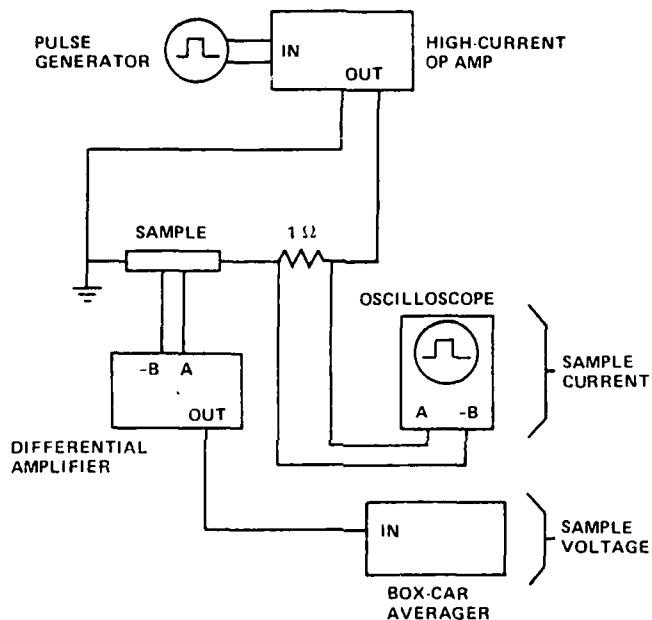 PULSE
GENERATOR
IN
OUT
HIGH-CURRENT
OP AMP
SAMPLE
1 Ω
OSCILLOSCOPE
A -B
SAMPLE
CURRENT
-B A
OUT
DIFFERENTIAL
AMPLIFIER
IN
SAMPLE
VOLTAGE
BOX-CAR
AVERAGER